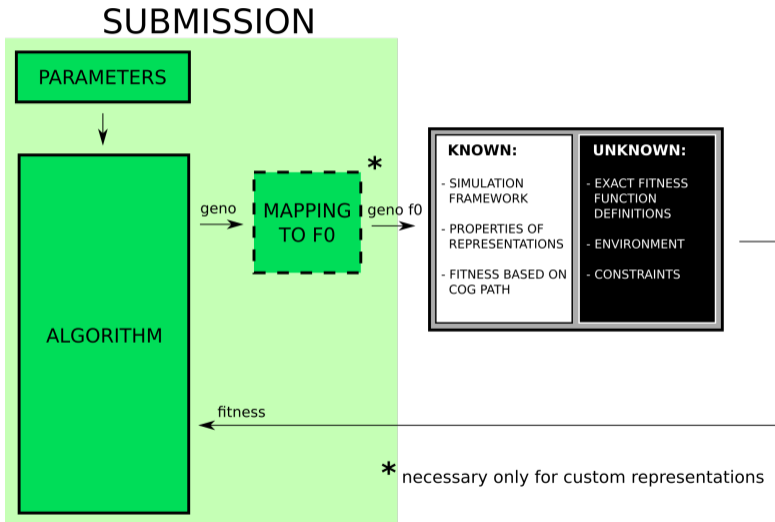 SUBMISSION
PARAMETERS
ALGORITHM
geno
*
MAPPING
TO F0
geno f0
KNOWN:
- SIMULATION
FRAMEWORK
- PROPERTIES OF
REPRESENTATIONS
- FITNESS BASED ON
COG PATH
UNKNOWN:
- EXACT FITNESS
FUNCTION
DEFINITIONS
- ENVIRONMENT
- CONSTRAINTS
fitness
* necessary only for custom representations